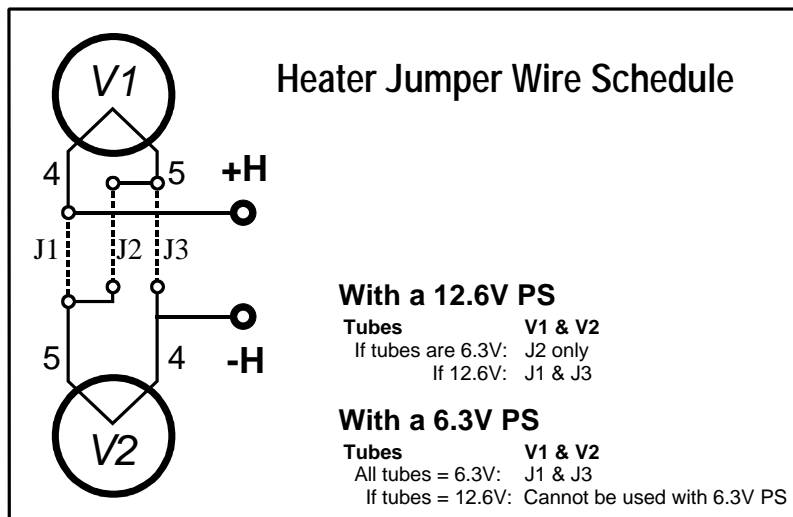 V1
Heater Jumper Wire Schedule
4 5 +H
J1 J2 J3
With a 12.6V PS
Tubes V1 & V2
If tubes are 6.3V: J2 only
If 12.6V: J1 & J3
5 4 -H
With a 6.3V PS
Tubes V1 & V2
All tubes = 6.3V: J1 & J3
If tubes = 12.6V: Cannot be used with 6.3V PS
V2